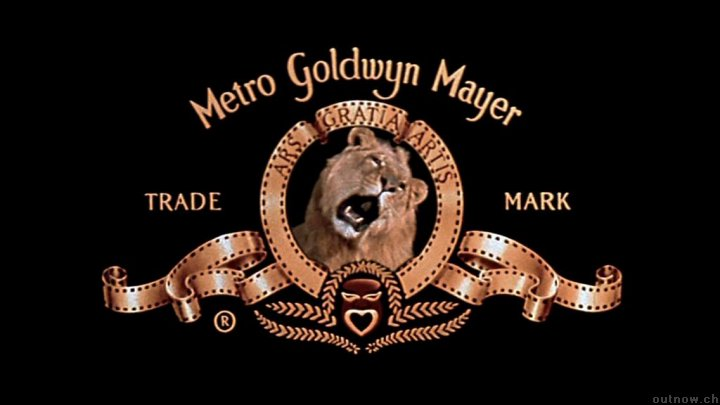 Metro Goldwyn Mayer
ARS GRATIA ARTIS
TRADE MARK
®
outnow.ch